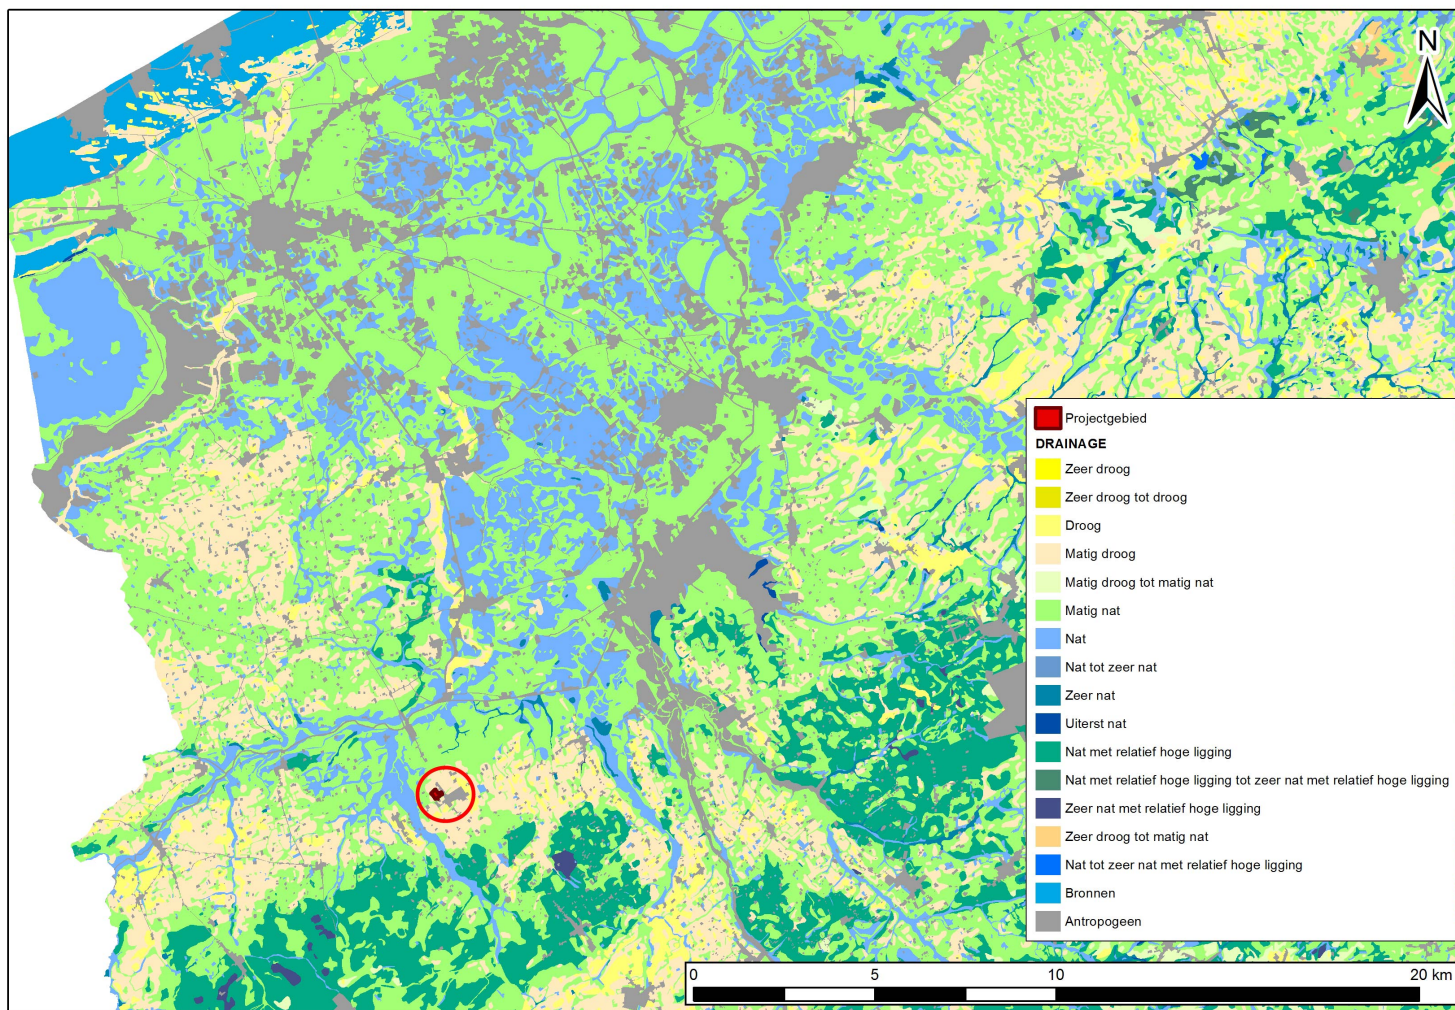 N
Projectgebied
DRAINAGE
Zeer droog
Zeer droog tot droog
Droog
Matig droog
Matig droog tot matig nat
Matig nat
Nat
Nat tot zeer nat
Zeer nat
Uiterst nat
Nat met relatief hoge ligging
Nat met relatief hoge ligging tot zeer nat met relatief hoge ligging
Zeer nat met relatief hoge ligging
Zeer droog tot matig nat
Nat tot zeer nat met relatief hoge ligging
Bronnen
Antropogeen
0 5 10 20 km